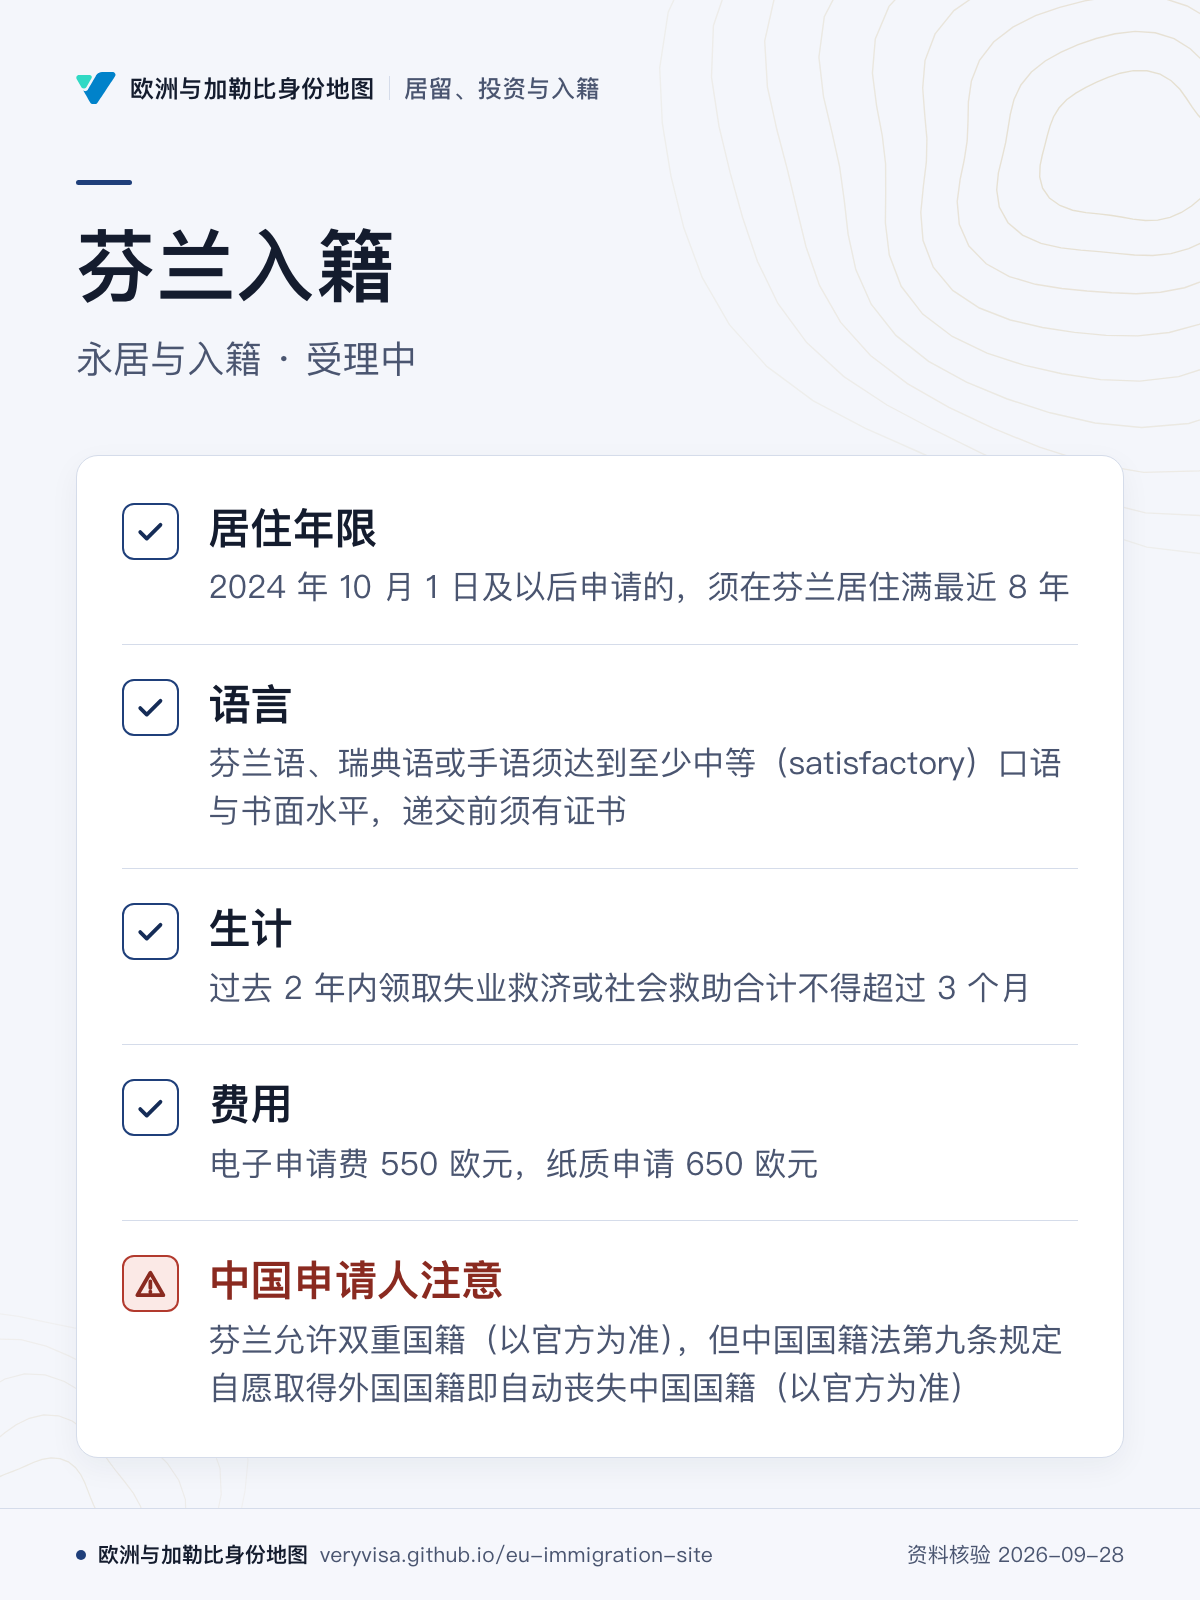 欧洲与加勒比身份地图 居留、投资与入籍
芬兰入籍
永居与入籍 · 受理中
居住年限
2024 年 10 月 1 日及以后申请的，须在芬兰居住满最近 8 年
语言
芬兰语、瑞典语或手语须达到至少中等（satisfactory）口语
与书面水平，递交前须有证书
生计
过去 2 年内领取失业救济或社会救助合计不得超过 3 个月
费用
电子申请费 550 欧元，纸质申请 650 欧元
中国申请人注意
芬兰允许双重国籍（以官方为准），但中国国籍法第九条规定
自愿取得外国国籍即自动丧失中国国籍（以官方为准）
欧洲与加勒比身份地图 veryvisa.github.io/eu-immigration-site 资料核验 2026-09-28